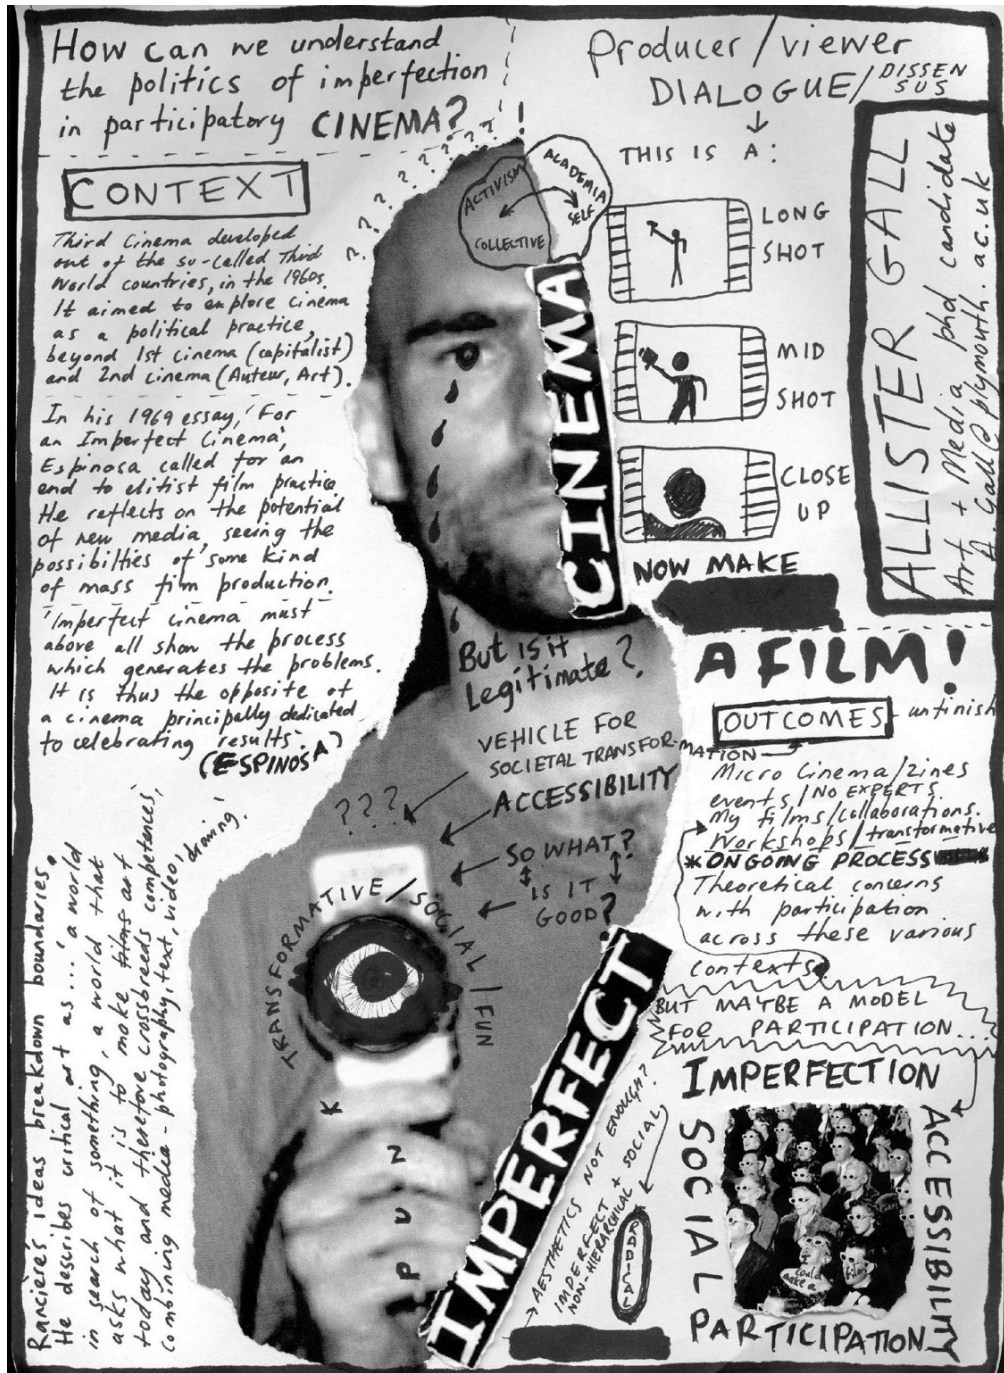 How can we understand
the politics of imperfection
in participatory CINEMA?
CONTEXT
Third Cinema developed
out of the so-called Third
World countries, in the 1960s.
It aimed to explore cinema
as a political practice,
beyond 1st cinema (capitalist)
and 2nd cinema (Auteur, Art).
In his 1969 essay, 'For
an Imperfect Cinema',
Espinosa called for an
end to elitist film practice
He reflects on the potential
of new media, seeing the
possibilties of 'some kind
of mass film production.
'Imperfect cinema must
above all show the process
which generates the problems.
It is thus the opposite of
a cinema principally dedicated
to celebrating results'.
(ESPINOSA)
Rancière's ideas breakdown boundaries.
He describes critical art as... 'a world
in search of something, a world that
asks what it is to make films art
today and therefore crossbreeds competences,
combining media - photography, text, video, drawing'.
? ? ? ? ? ? ? ? ? ? ? ? !
ACTIVISM
COLLECTIVE
ACADEMIA
SELF
CINEMA
But is it
Legitimate?
VEHICLE FOR
SOCIETAL TRANSFOR-MATION
???
ACCESSIBILITY
SO WHAT?
IS IT
GOOD?
TRANSFORMATIVE / SOCIAL / FUN
PUNK
IMPERFECT
AESTHETICS NOT ENOUGH?
IMPERFECT + SOCIAL
NON-HIERARCHICAL
RADICAL
Producer/viewer
DIALOGUE/DISSEN
SUS
THIS IS A:
LONG
SHOT
MID
SHOT
CLOSE
UP
NOW MAKE
A FILM!
ALLISTER GALL
Art + Media phd candidate
A.Gall@plymouth.ac.uk
OUTCOMES - unfinish
Micro Cinema/zines
events/NO EXPERTS.
My films/collaborations.
Workshops/transformative
*ONGOING PROCESS
Theoretical concerns
with participation
across these various
contexts.
BUT MAYBE A MODEL
FOR PARTICIPATION...
IMPERFECTION
ACCESSIBILITY
SOCIAL
PARTICIPATION
could
make a
film